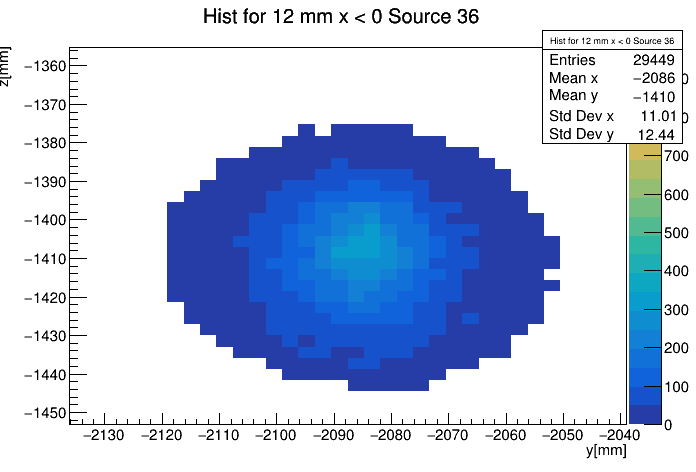 Hist for 12 mm x < 0 Source 36
Hist for 12 mm x < 0 Source 36
Entries 29449
Mean x −2086
Mean y −1410
Std Dev x 11.01
Std Dev y 12.44
z[mm]
−1360
−1370
−1380
−1390
−1400
−1410
−1420
−1430
−1440
−1450
700
600
500
400
300
200
100
0
−2130 −2120 −2110 −2100 −2090 −2080 −2070 −2060 −2050 −2040
y[mm]